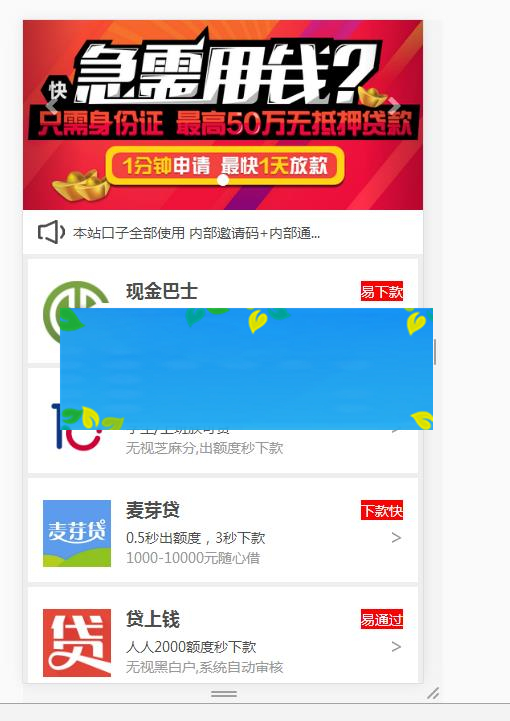 快
急需用钱?
只需身份证 最高50万无抵押贷款
1分钟申请 最快1天放款
本站口子全部使用 内部邀请码+内部通...
现金巴士
易下款
无视芝麻分,出额度秒下款
>
麦芽贷
麦芽贷
下款快
0.5秒出额度，3秒下款
>
1000-10000元随心借
贷
贷上钱
易通过
人人2000额度秒下款
>
无视黑白户,系统自动审核